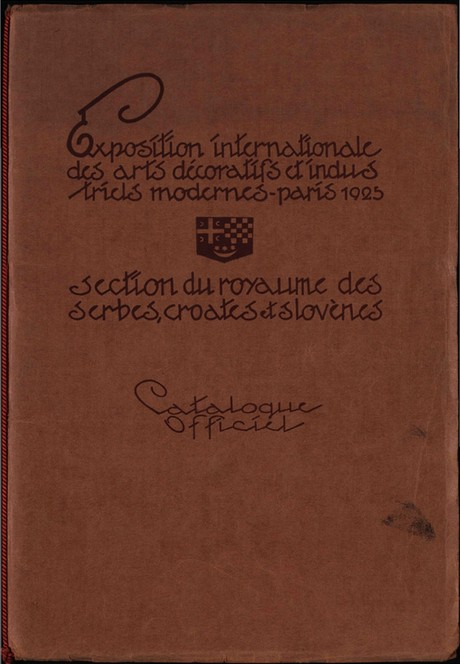 Exposition internationale
des arts décoratifs et indus
triels modernes-paris 1925
section du royaume des
serbes, croates et slovènes
Catalogue
Officiel